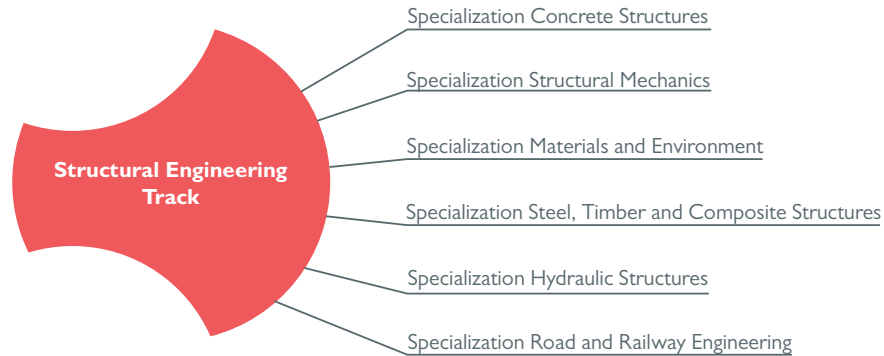 Specialization Concrete Structures
Specialization Structural Mechanics
Specialization Materials and Environment
Structural Engineering
Track
Specialization Steel, Timber and Composite Structures
Specialization Hydraulic Structures
Specialization Road and Railway Engineering